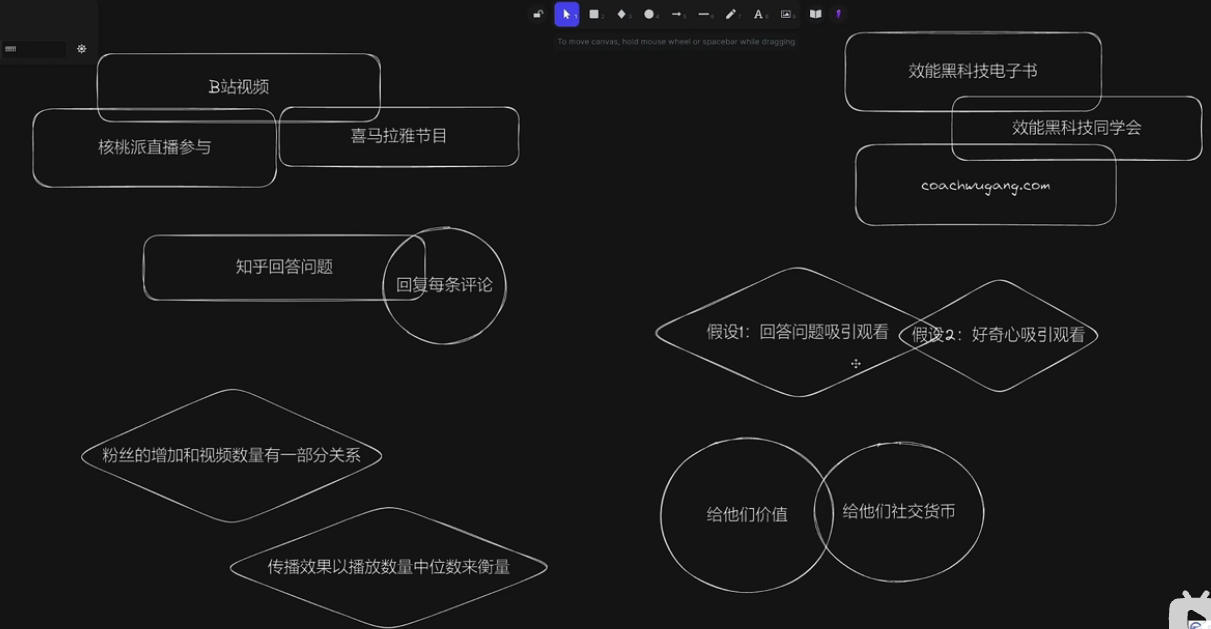 To move canvas, hold mouse wheel or spacebar while dragging
B站视频
核桃派直播参与
喜马拉雅节目
知乎回答问题
回复每条评论
粉丝的增加和视频数量有一部分关系
传播效果以播放数量中位数来衡量
效能黑科技电子书
效能黑科技同学会
coachwugang.com
假设1：回答问题吸引观看
假设2：好奇心吸引观看
给他们价值
给他们社交货币